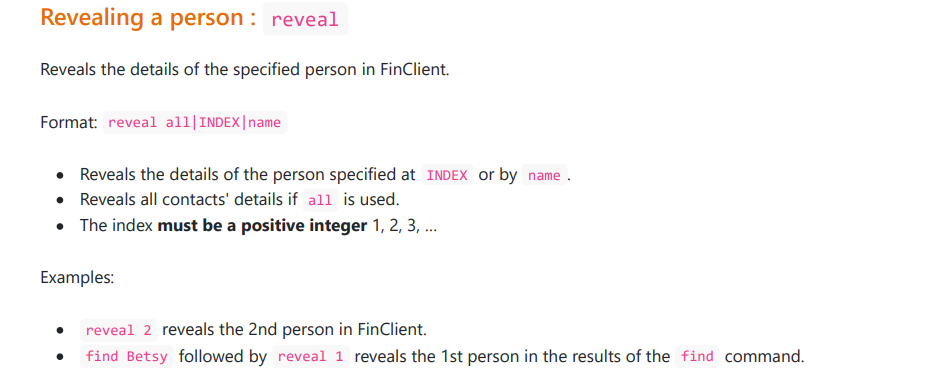 Revealing a person : reveal
Reveals the details of the specified person in FinClient.
Format: reveal all|INDEX|name
• Reveals the details of the person specified at INDEX or by name .
• Reveals all contacts' details if all is used.
• The index must be a positive integer 1, 2, 3, …
Examples:
• reveal 2 reveals the 2nd person in FinClient.
• find Betsy followed by reveal 1 reveals the 1st person in the results of the find command.